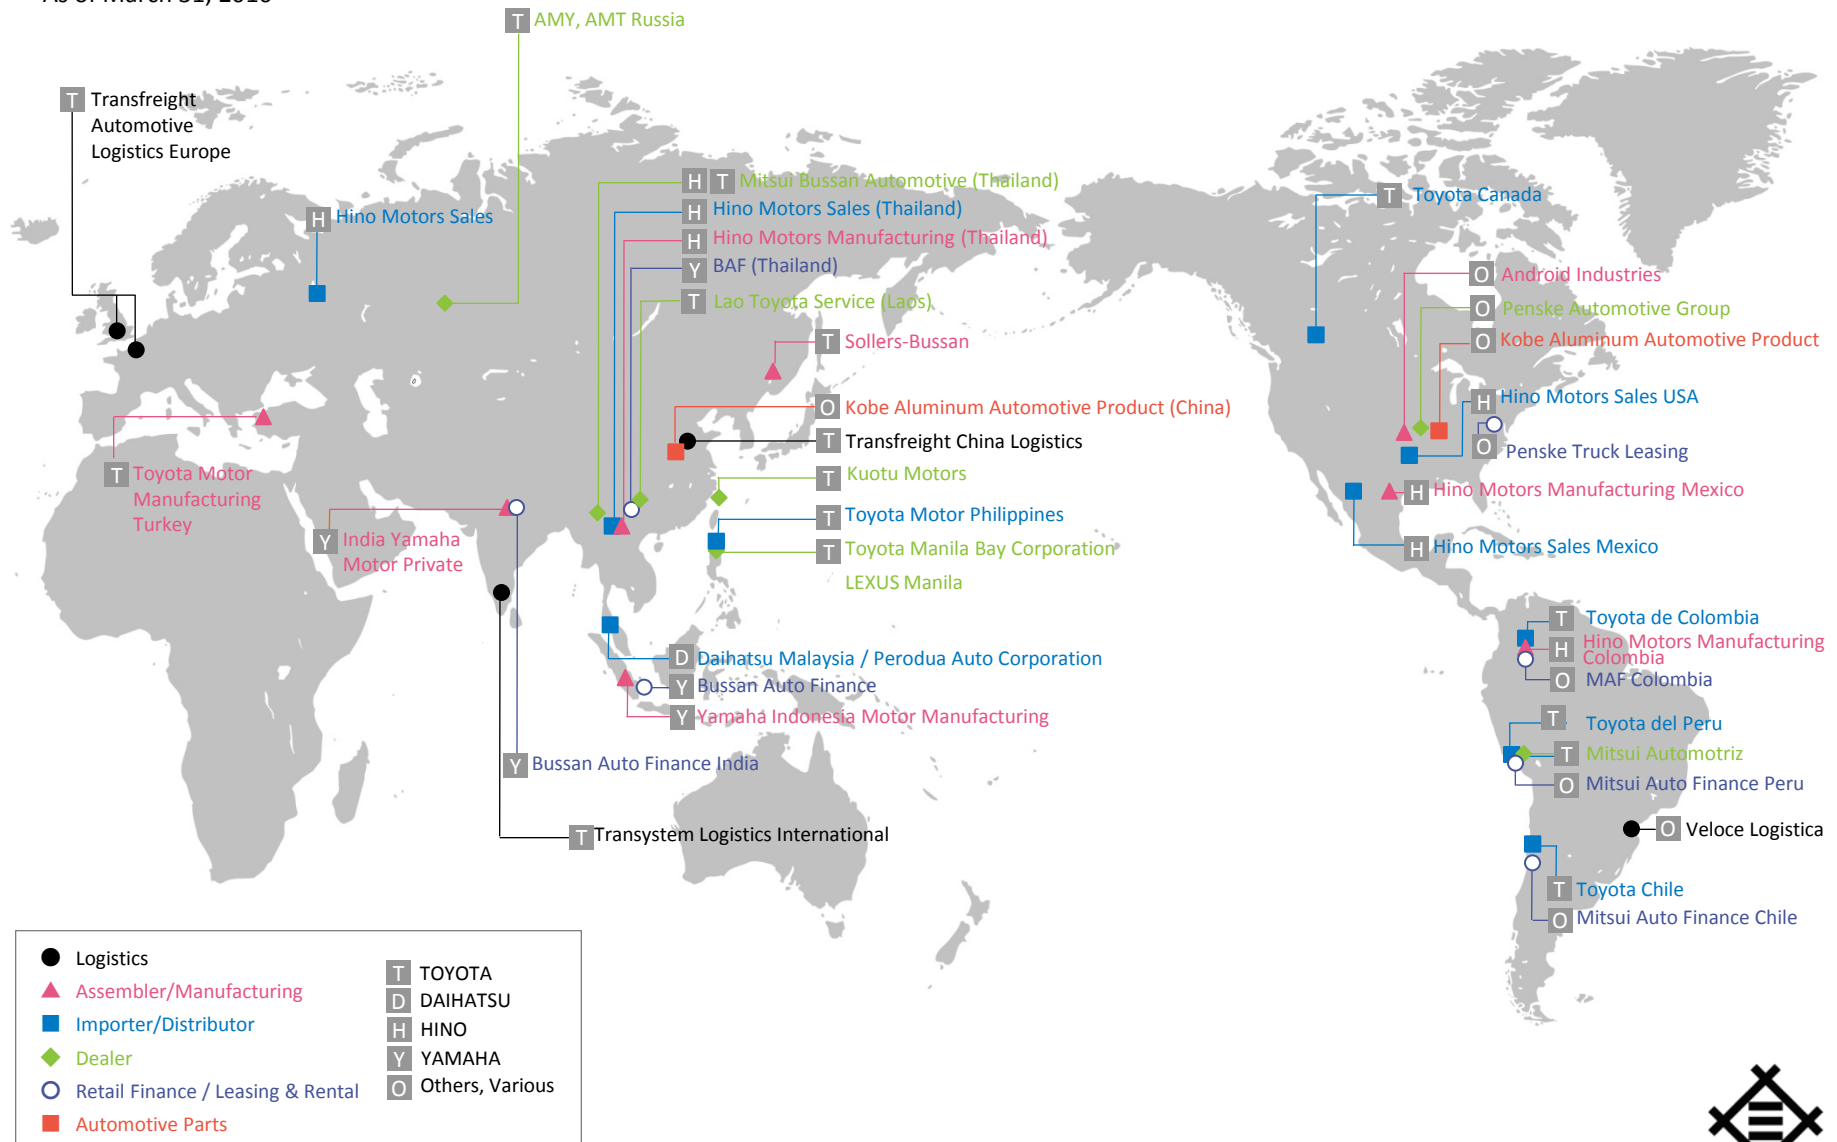 As of March 31, 2016
T AMY, AMT Russia
T Transfreight
Automotive
Logistics Europe
H Hino Motors Sales
H T Mitsui Bussan Automotive (Thailand)
H Hino Motors Sales (Thailand)
H Hino Motors Manufacturing (Thailand)
Y BAF (Thailand)
T Lao Toyota Service (Laos)
T Sollers-Bussan
O Kobe Aluminum Automotive Product (China)
T Transfreight China Logistics
T Kuotu Motors
T Toyota Motor Philippines
T Toyota Manila Bay Corporation
LEXUS Manila
T Toyota Motor
Manufacturing
Turkey
Y India Yamaha
Motor Private
D Daihatsu Malaysia / Perodua Auto Corporation
Y Bussan Auto Finance
Y Yamaha Indonesia Motor Manufacturing
Y Bussan Auto Finance India
T Transystem Logistics International
T Toyota Canada
O Android Industries
O Penske Automotive Group
O Kobe Aluminum Automotive Product
H Hino Motors Sales USA
O Penske Truck Leasing
H Hino Motors Manufacturing Mexico
H Hino Motors Sales Mexico
T Toyota de Colombia
H Hino Motors Manufacturing
Colombia
O MAF Colombia
T Toyota del Peru
T Mitsui Automotriz
O Mitsui Auto Finance Peru
O Veloce Logistica
T Toyota Chile
O Mitsui Auto Finance Chile
Logistics
Assembler/Manufacturing
Importer/Distributor
Dealer
Retail Finance / Leasing & Rental
Automotive Parts
T TOYOTA
D DAIHATSU
H HINO
Y YAMAHA
O Others, Various